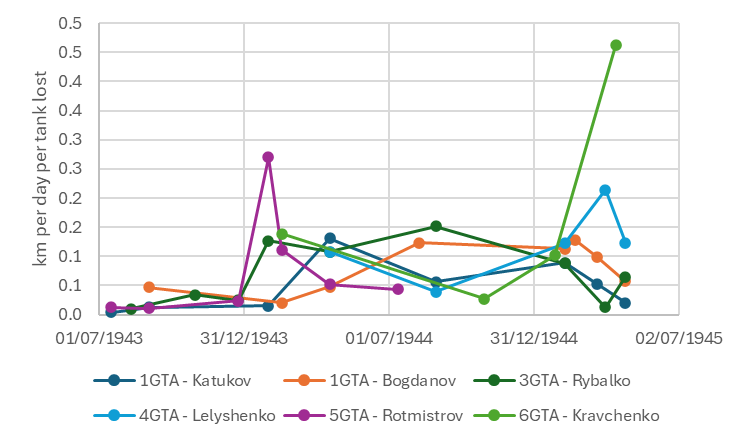 km per day per tank lost
0.5
0.5
0.4
0.4
0.3
0.3
0.2
0.2
0.1
0.1
0.0
01/07/1943 31/12/1943 01/07/1944 31/12/1944 02/07/1945
1GTA - Katukov 1GTA - Bogdanov 3GTA - Rybalko
4GTA - Lelyshenko 5GTA - Rotmistrov 6GTA - Kravchenko